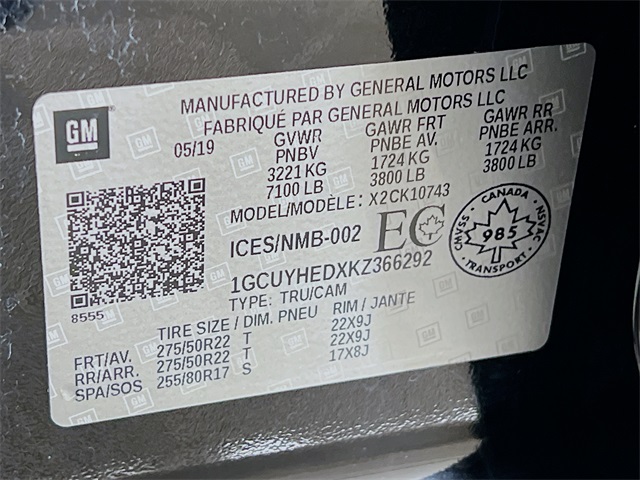 GM
MANUFACTURED BY GENERAL MOTORS LLC
FABRIQUÉ PAR GENERAL MOTORS LLC
05/19 GVWR GAWR FRT GAWR RR
PNBV PNBE AV. PNBE ARR.
3221 KG 1724 KG 1724 KG
7100 LB 3800 LB 3800 LB
MODEL/MODÈLE: X2CK10743
ICES/NMB-002 EC
CANADA
CMVSS 985 NSVAC
TRANSPORT
1GCUYHEDXKZ366292
TYPE: TRU/CAM
8555
TIRE SIZE / DIM. PNEU RIM / JANTE
FRT/AV. 275/50R22 T 22X9J
RR/ARR. 275/50R22 T 22X9J
SPA/SOS 255/80R17 S 17X8J